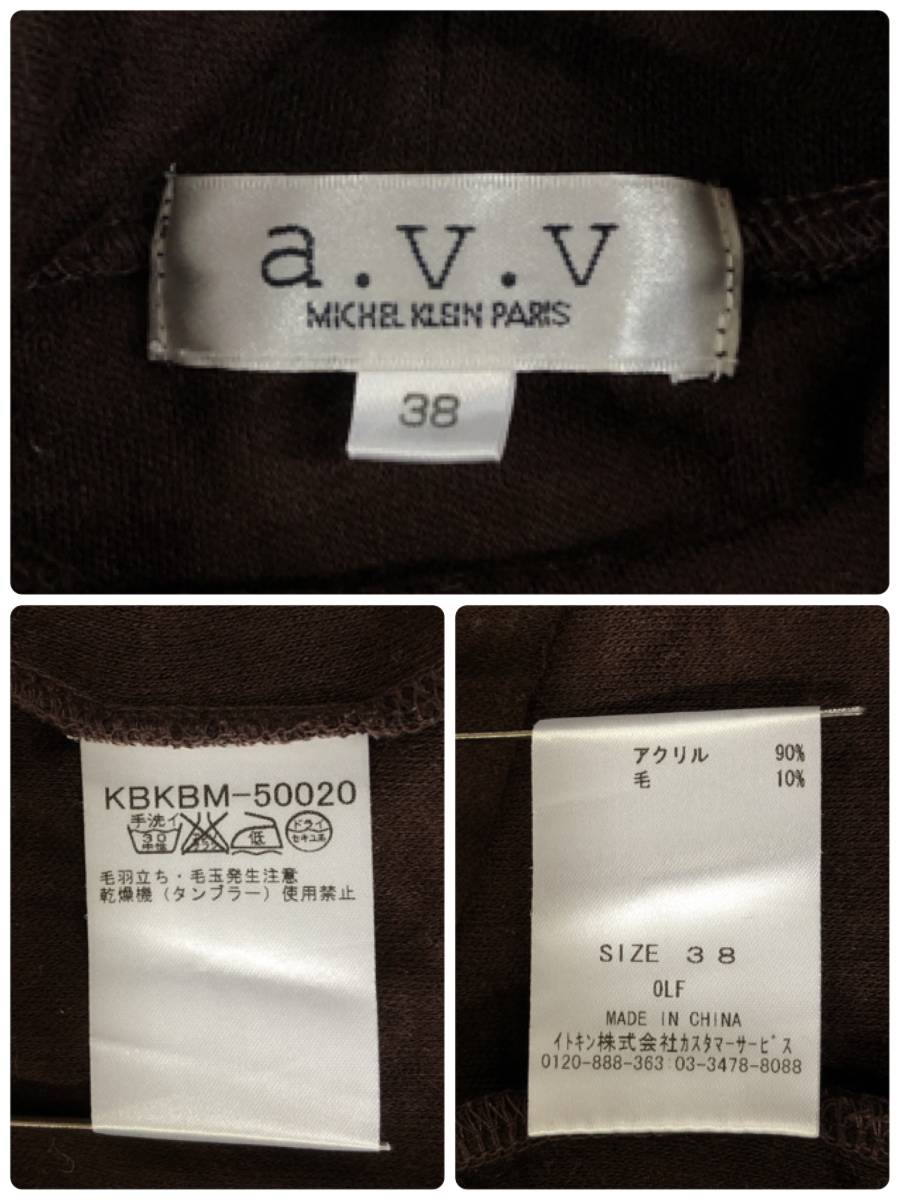 a.v.v
MICHEL KLEIN PARIS
38
KBKBM-50020
手洗イ
30
中性
低
ドライ
セキユ系
毛羽立ち・毛玉発生注意
乾燥機（タンブラー）使用禁止
アクリル 90%
毛 10%
SIZE 38
OLF
MADE IN CHINA
イトキン株式会社カスタマーサービス
0120-888-363 03-3478-8088